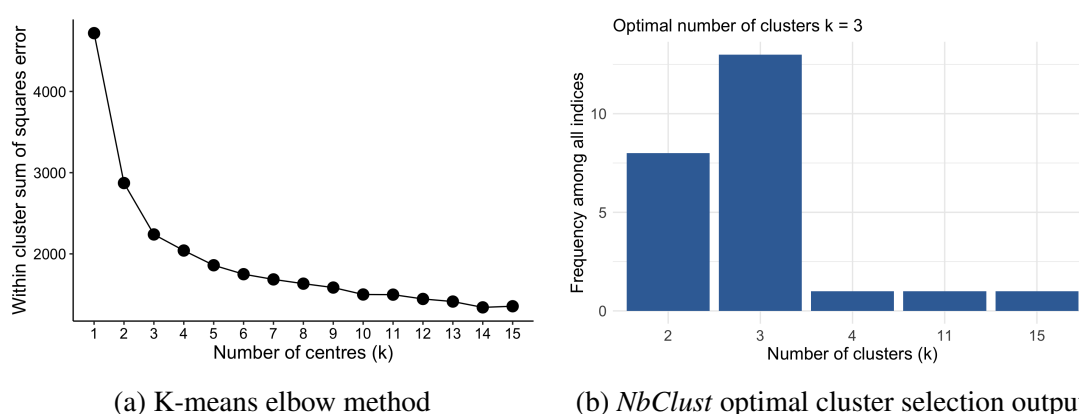 Within cluster sum of squares error
4000
3000
2000
1 2 3 4 5 6 7 8 9 10 11 12 13 14 15
Number of centres (k)
(a) K-means elbow method
Optimal number of clusters k = 3
Frequency among all indices
10
5
0
2 3 4 11 15
Number of clusters (k)
(b) NbClust optimal cluster selection outpu